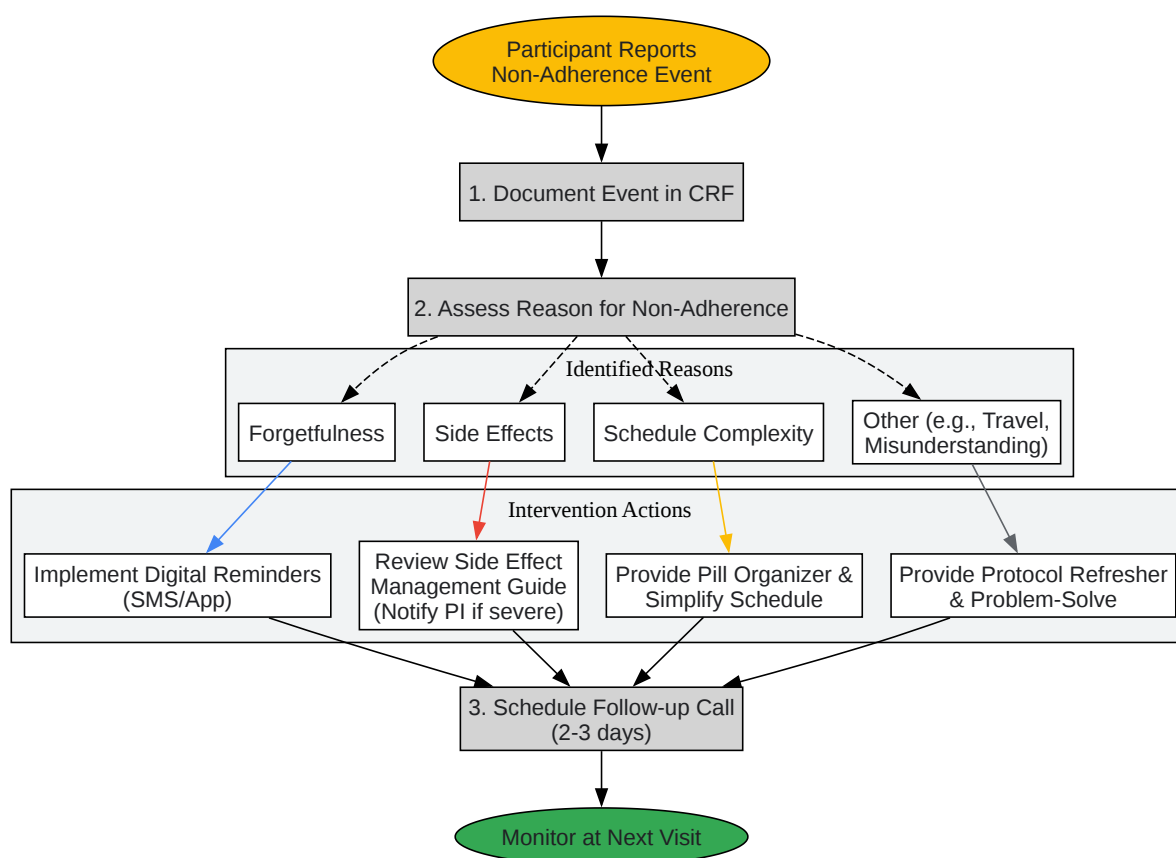 Participant Reports
Non-Adherence Event
1. Document Event in CRF
2. Assess Reason for Non-Adherence
Identified Reasons
Forgetfulness
Side Effects
Schedule Complexity
Other (e.g., Travel,
Misunderstanding)
Intervention Actions
Implement Digital Reminders
(SMS/App)
Review Side Effect
Management Guide
(Notify PI if severe)
Provide Pill Organizer &
Simplify Schedule
Provide Protocol Refresher
& Problem-Solve
3. Schedule Follow-up Call
(2-3 days)
Monitor at Next Visit